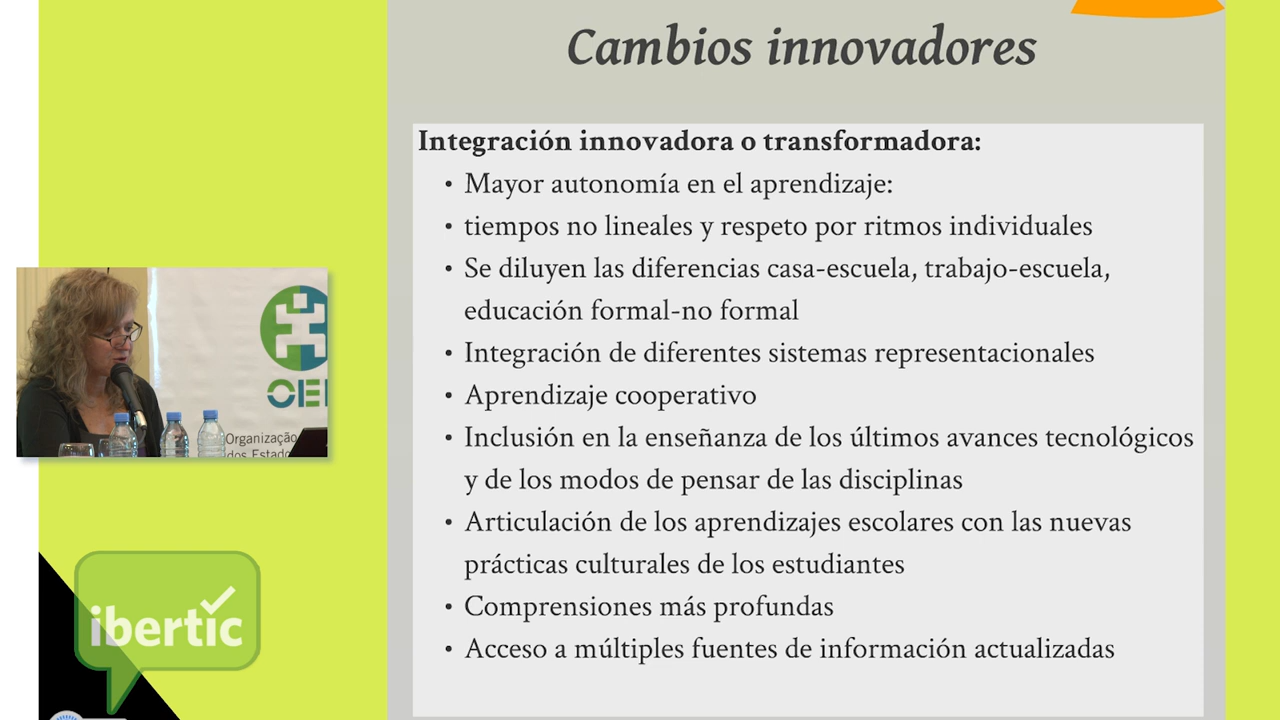 Cambios innovadores
Integración innovadora o transformadora:
• Mayor autonomía en el aprendizaje:
• tiempos no lineales y respeto por ritmos individuales
• Se diluyen las diferencias casa-escuela, trabajo-escuela,
educación formal-no formal
• Integración de diferentes sistemas representacionales
• Aprendizaje cooperativo
• Inclusión en la enseñanza de los últimos avances tecnológicos
y de los modos de pensar de las disciplinas
• Articulación de los aprendizajes escolares con las nuevas
prácticas culturales de los estudiantes
• Comprensiones más profundas
• Acceso a múltiples fuentes de información actualizadas
OEI
Organização
dos Estado
ibertic